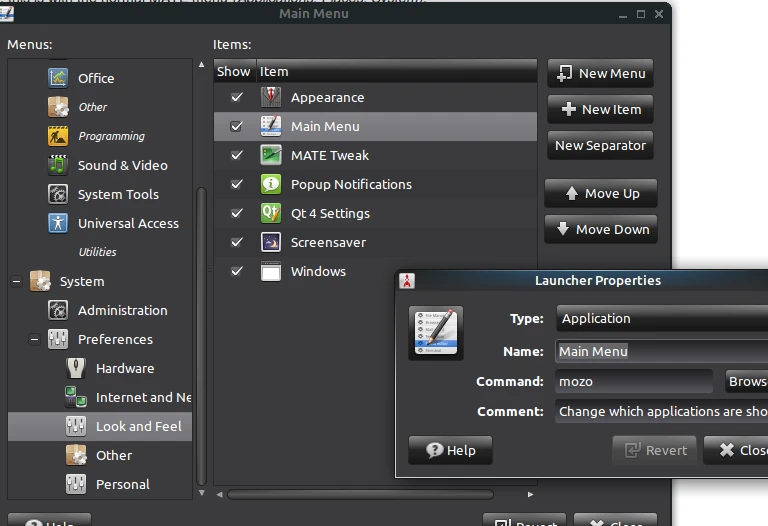 Main Menu
Menus:
Items:
Office
Other
Programming
Sound & Video
System Tools
Universal Access
Utilities
System
Administration
Preferences
Hardware
Internet and Ne
Look and Feel
Other
Personal
Show Item
Appearance
Main Menu
MATE Tweak
Popup Notifications
Qt 4 Settings
Screensaver
Windows
New Menu
New Item
New Separator
Move Up
Move Down
Launcher Properties
Type: Application
Name: Main Menu
Command: mozo Brows
Comment: Change which applications are sho
Help Revert Close
Help Revert Close